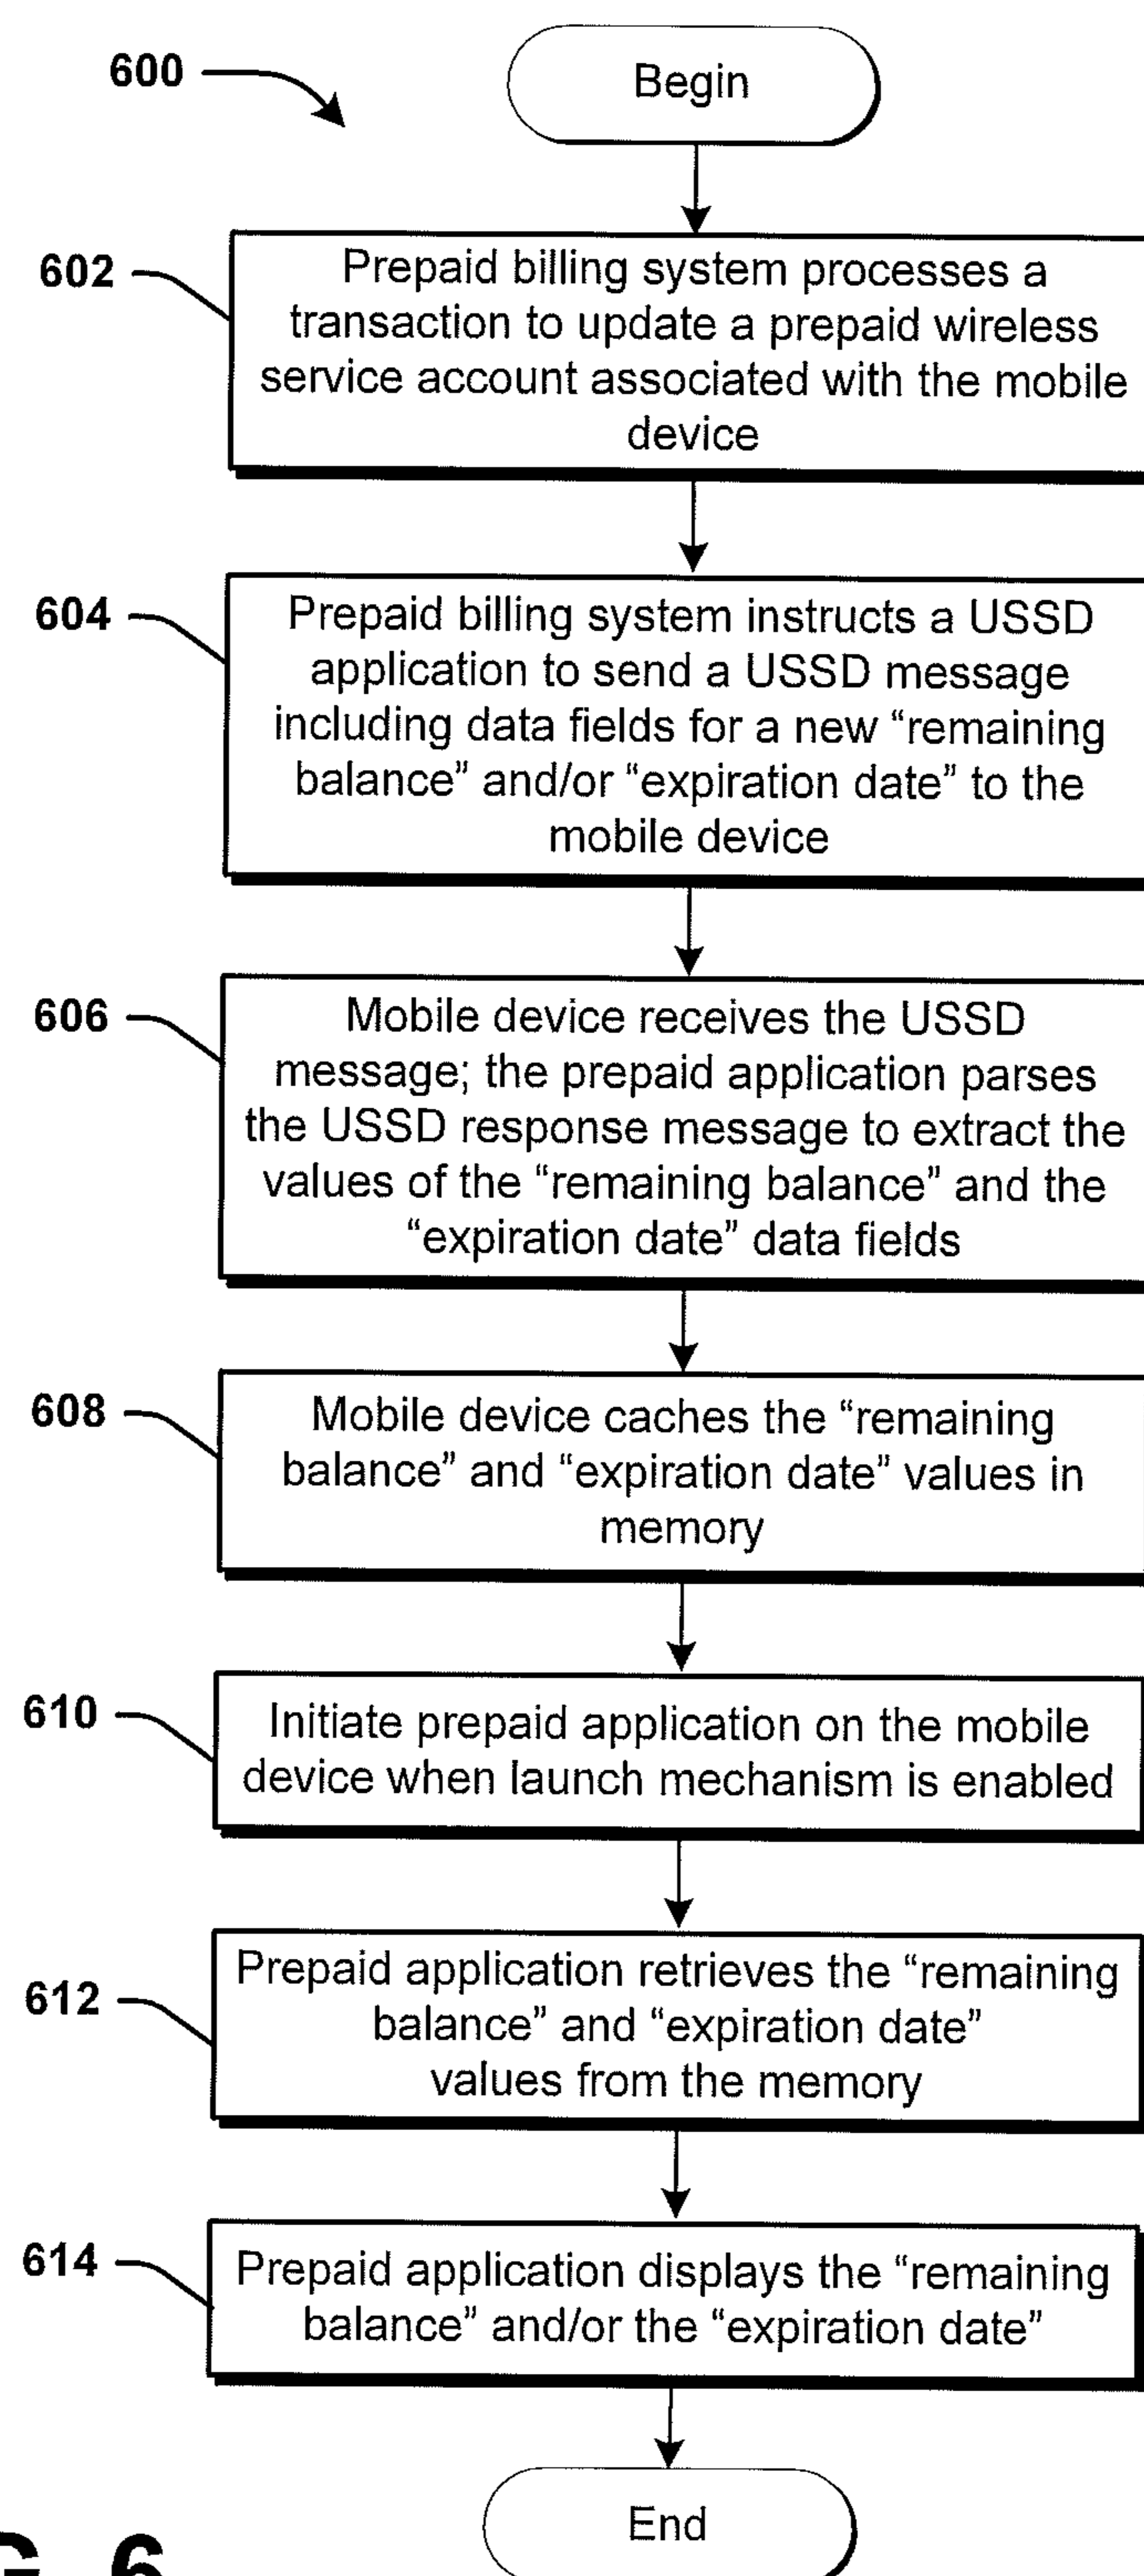 600
Begin
602
Prepaid billing system processes a
transaction to update a prepaid wireless
service account associated with the mobile
device
604
Prepaid billing system instructs a USSD
application to send a USSD message
including data fields for a new “remaining
balance” and/or “expiration date” to the
mobile device
606
Mobile device receives the USSD
message; the prepaid application parses
the USSD response message to extract the
values of the “remaining balance” and the
“expiration date” data fields
608
Mobile device caches the “remaining
balance” and “expiration date” values in
memory
610
Initiate prepaid application on the mobile
device when launch mechanism is enabled
612
Prepaid application retrieves the “remaining
balance” and “expiration date”
values from the memory
614
Prepaid application displays the “remaining
balance” and/or the “expiration date”
End
G. 6